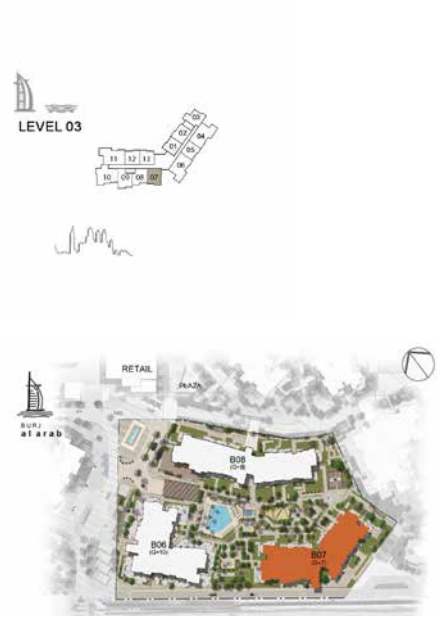 LEVEL 03
03
02
04
01
05
06
11 12 13
10 09 08 07
RETAIL
PLAZA
BURJ
al arab
B08
(G+8)
B06
(G+10)
B07
(G+7)